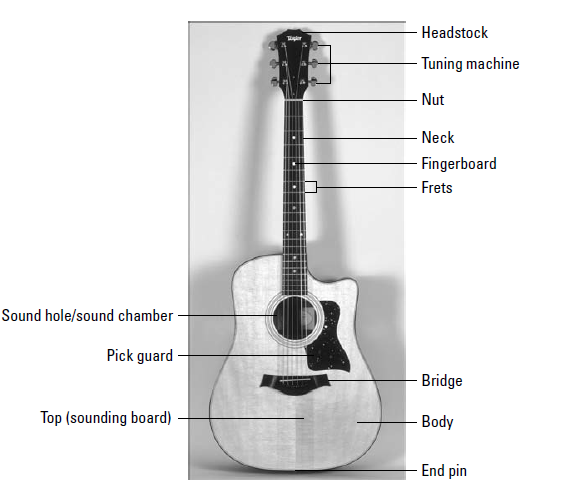 Taylor
Headstock
Tuning machine
Nut
Neck
Fingerboard
Frets
Sound hole/sound chamber
Pick guard
Bridge
Top (sounding board)
Body
End pin